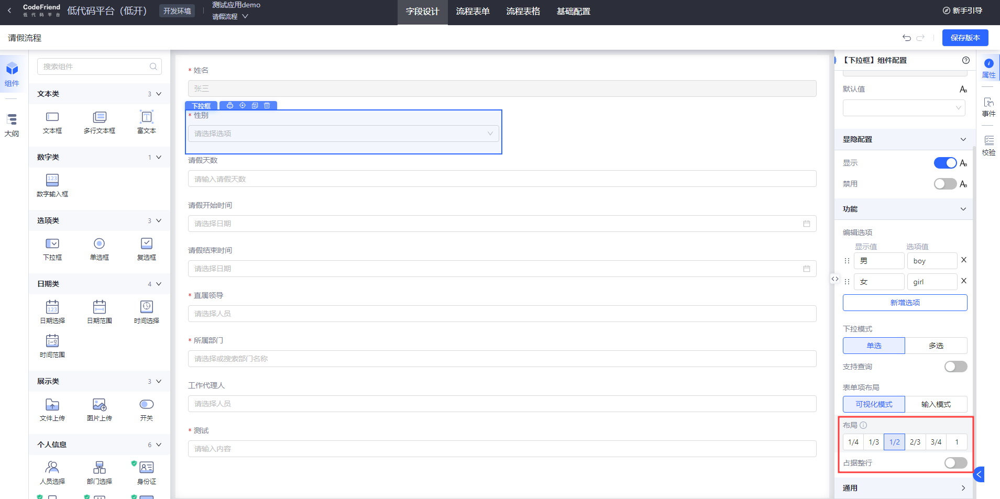 CodeFriend
低 代 码 平 台
低代码平台（低开）
开发环境
测试应用demo
请假流程
字段设计
流程表单
流程表格
基础配置
新手引导
请假流程
保存版本
组件
大纲
搜索组件
文本类 3
文本框
多行文本框
富文本
数字类 1
123
数字输入框
选项类 3
下拉框
单选框
复选框
日期类 4
123
日期选择
日期范围
时间选择
时间范围
展示类 3
文件上传
图片上传
开关
个人信息 6
人员选择
部门选择
身份证
* 姓名
张三
下拉框
* 性别
请选择选项
请假天数
请输入请假天数
请假开始时间
请选择日期
请假结束时间
请选择日期
* 直属领导
请选择人员
* 所属部门
请选择或搜索部门名称
工作代理人
请选择人员
* 测试
请输入内容
【下拉框】组件配置
默认值
显隐配置
显示
禁用
功能
编辑选项
显示值 选项值
男 boy X
女 girl X
新增选项
下拉模式
单选 多选
支持查询
表单项布局
可视化模式 输入模式
布局
1/4 1/3 1/2 2/3 3/4 1
占据整行
通用
属性
事件
校验